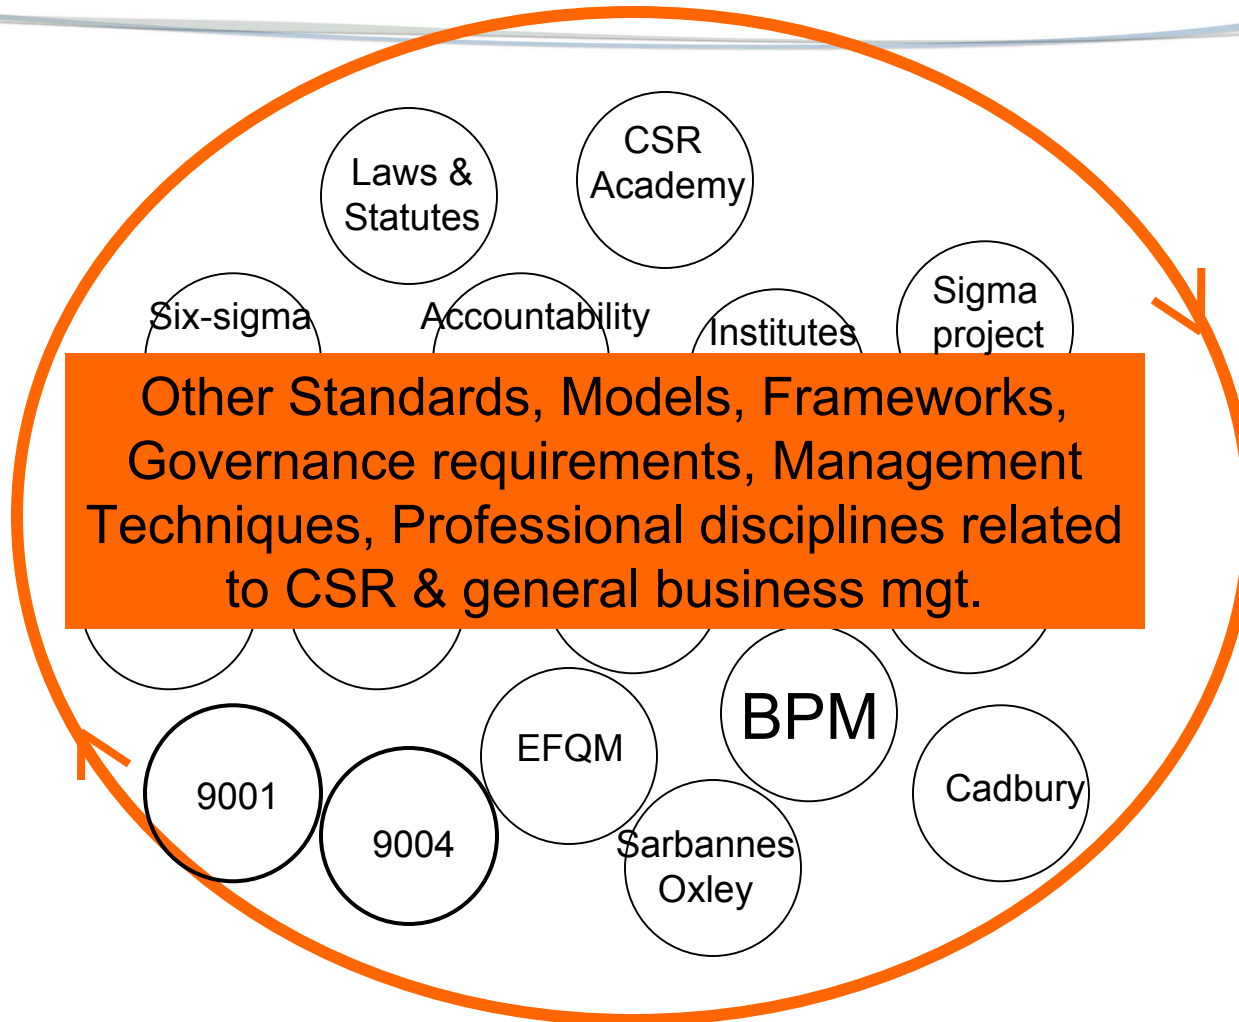 CSR
Academy
Laws &
Statutes
Sigma
project
Six-sigma
Accountability
Institutes
Other Standards, Models, Frameworks,
Governance requirements, Management
Techniques, Professional disciplines related
to CSR & general business mgt.
BPM
EFQM
9001
Cadbury
9004
Sarbannes
Oxley